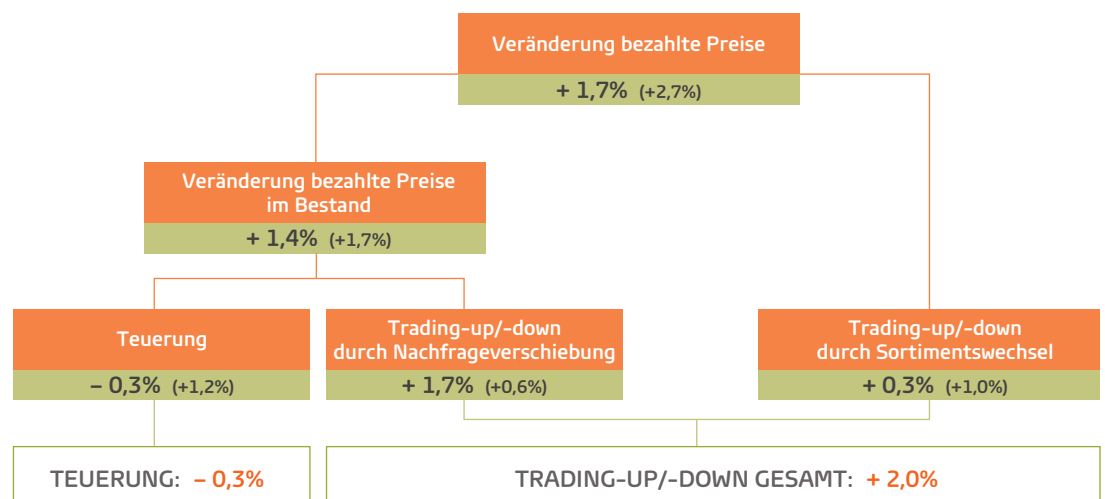 Veränderung bezahlte Preise
+ 1,7% (+2,7%)
Veränderung bezahlte Preise
im Bestand
+ 1,4% (+1,7%)
Teuerung
– 0,3% (+1,2%)
Trading-up/-down
durch Nachfrageverschiebung
+ 1,7% (+0,6%)
Trading-up/-down
durch Sortimentswechsel
+ 0,3% (+1,0%)
TEUERUNG: – 0,3%
TRADING-UP/-DOWN GESAMT: + 2,0%